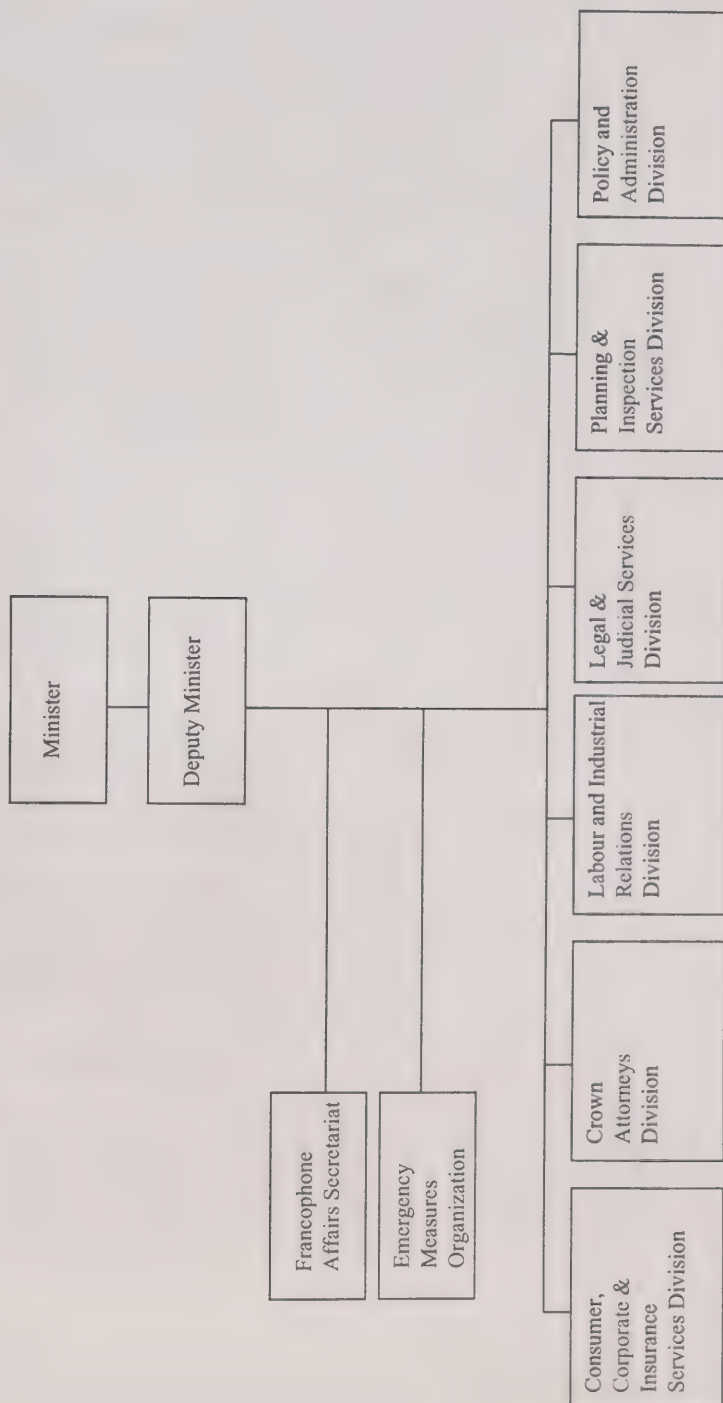 Minister
Deputy Minister
Francophone
Affairs Secretariat
Emergency
Measures
Organization
Consumer,
Corporate &
Insurance
Services Division
Crown
Attorneys
Division
Labour and Industrial
Relations
Division
Legal &
Judicial Services
Division
Planning &
Inspection
Services Division
Policy and
Administration
Division